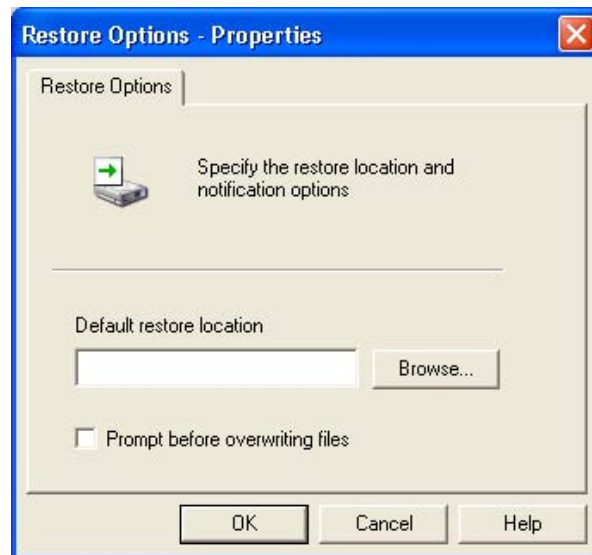 Restore Options - Properties
Restore Options
Specify the restore location and
notification options
Default restore location
Browse...
Prompt before overwriting files
OK Cancel Help